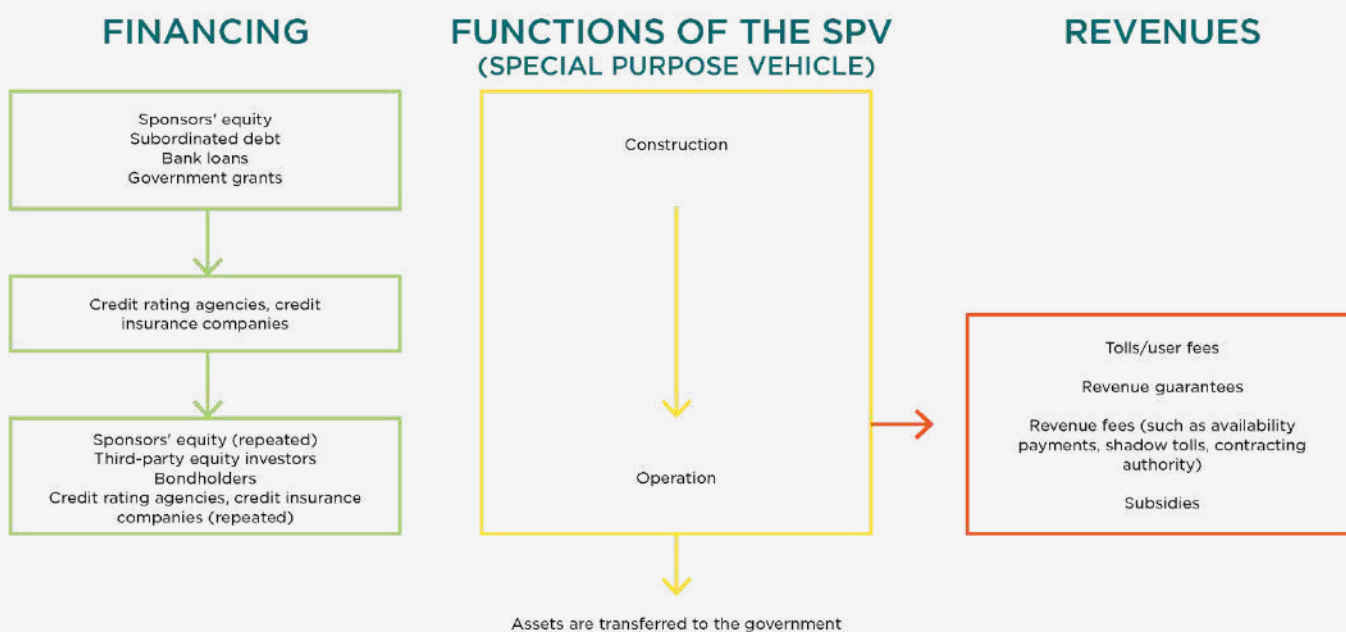 FINANCING
Sponsors' equity
Subordinated debt
Bank loans
Government grants
Credit rating agencies, credit
insurance companies
Sponsors' equity (repeated)
Third-party equity investors
Bondholders
Credit rating agencies, credit insurance
companies (repeated)
FUNCTIONS OF THE SPV
(SPECIAL PURPOSE VEHICLE)
Construction
Operation
Assets are transferred to the government
REVENUES
Tolls/user fees
Revenue guarantees
Revenue fees (such as availability
payments, shadow tolls, contracting
authority)
Subsidies